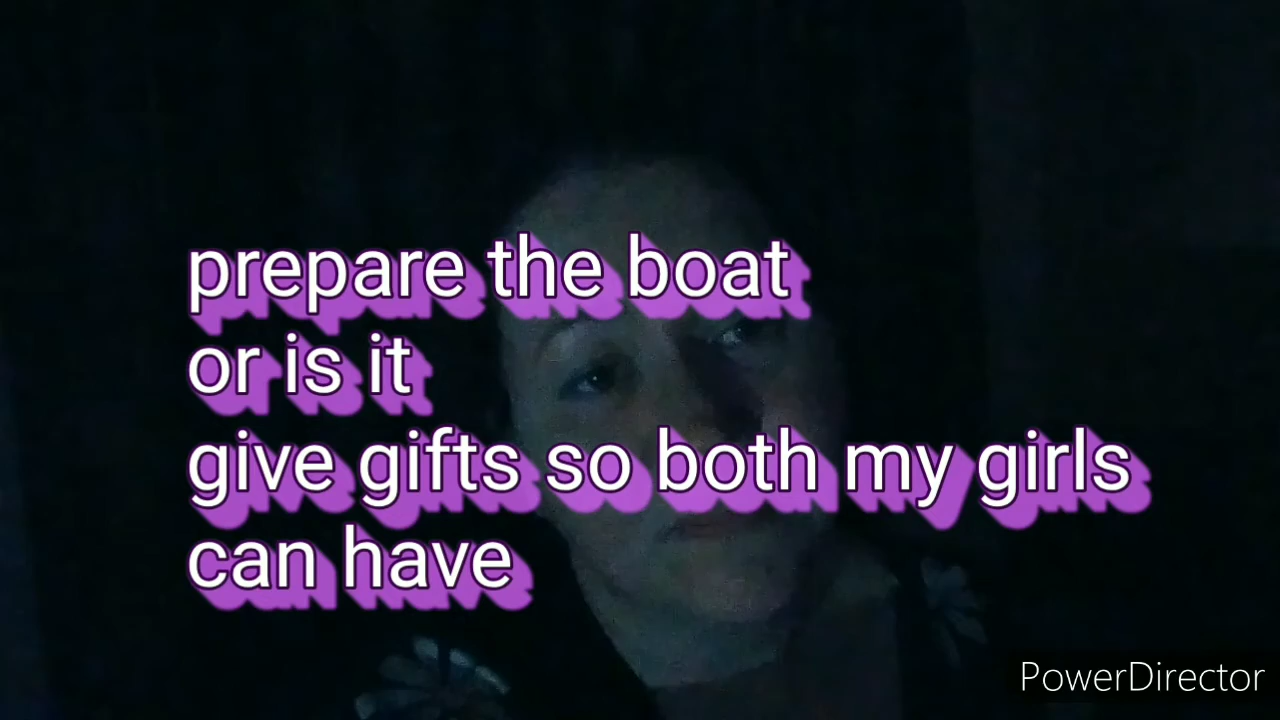 prepare the boat
or is it
give gifts so both my girls
can have
PowerDirector